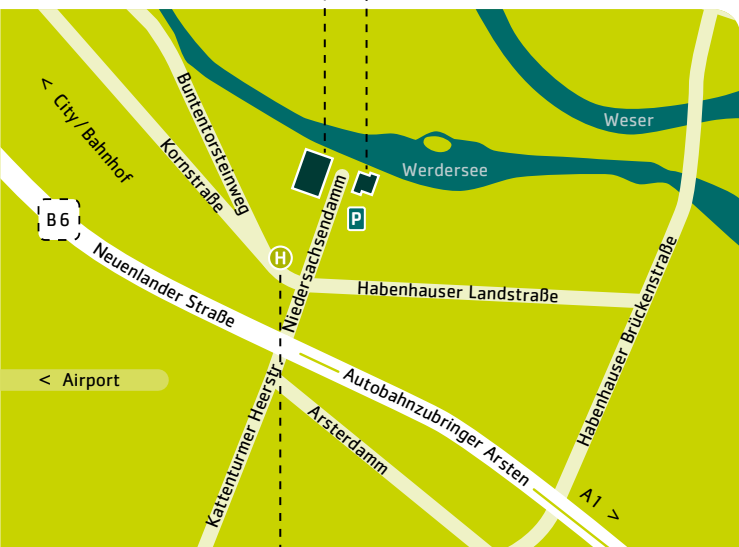 Weser
Buntentorsteinweg
< City/Bahnhof
Kornstraße
Werdersee
P
B6
Niedersachsendamm
H
Neuenlander Straße
Habenhauser Landstraße
Habenhauser Brückenstraße
< Airport
Kattenturmer Heerstr.
Autobahnzubringer Arsten
Arsterdamm
A1 >